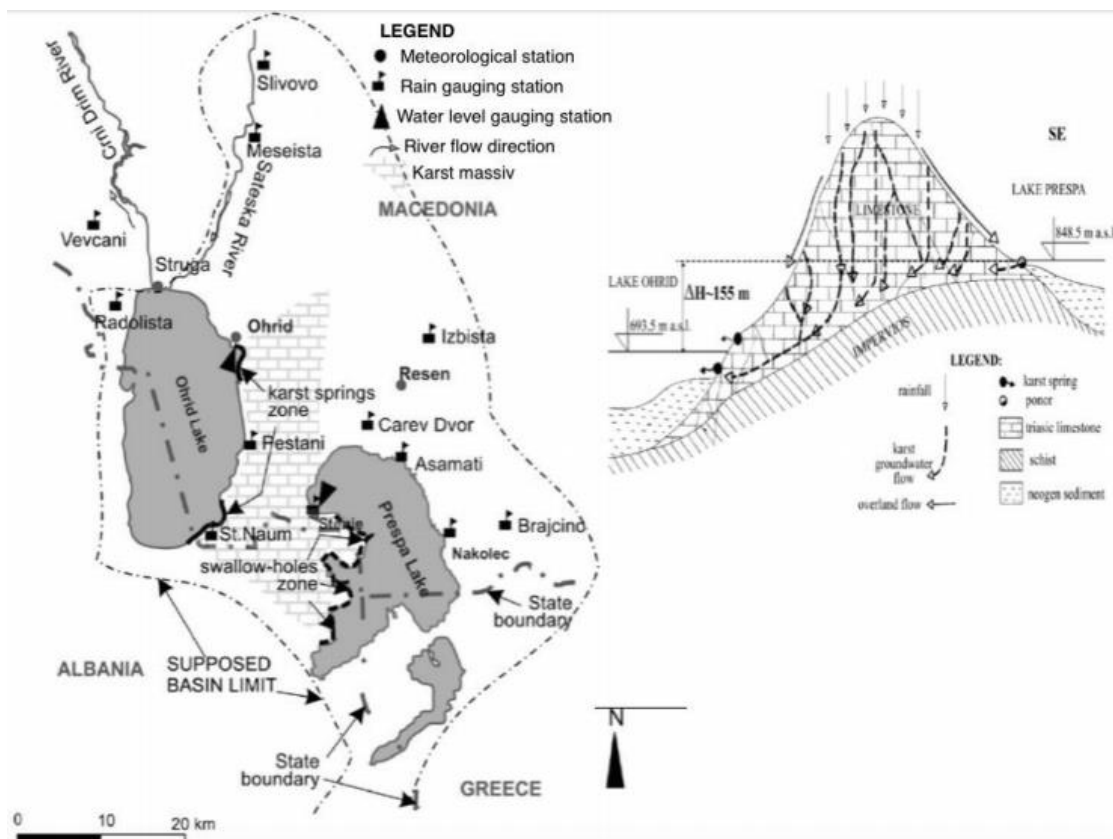 LEGEND
Meteorological station
Rain gauging station
Water level gauging station
River flow direction
Karst massiv
Crni Drim River
Slivovo
Meseista
Sateska River
MACEDONIA
Vevcani
Struga
Radolista
Ohrid
Izbista
Resen
karst springs
zone
Ohrid Lake
Carev Dvor
Pestani
Asamati
Prespa Lake
St.Naum
Brajcino
Nakolec
swallow-holes
zone
State
boundary
ALBANIA
SUPPOSED
BASIN LIMIT
State
boundary
GREECE
N
0 10 20 km
SE
LAKE PRESPA
LIMESTONE
848.5 m a.s.l.
LAKE OHRID
ΔH~155 m
693.5 m a.s.l.
IMPERVIOS
LEGEND:
rainfall
karst
groundwater
flow
overland flow
karst spring
ponor
triasic limestone
schist
neogen sediment